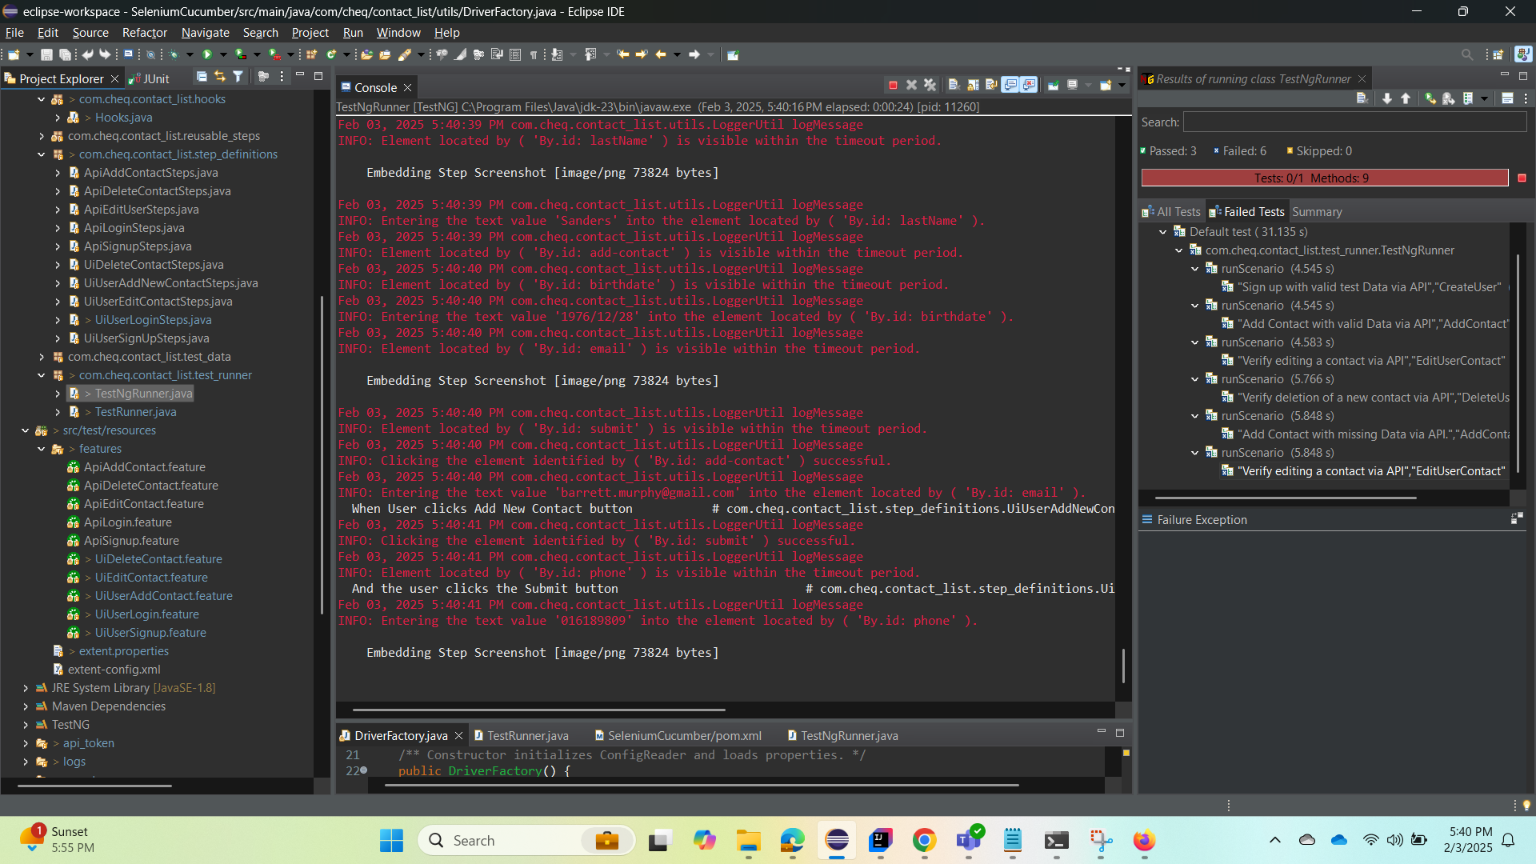 eclipse-workspace - SeleniumCucumber/src/main/java/com/cheq/contact_list/utils/DriverFactory.java - Eclipse IDE
File Edit Source Refactor Navigate Search Project Run Window Help
Project Explorer
JUnit
com.cheq.contact_list.hooks
> Hooks.java
com.cheq.contact_list.reusable_steps
> com.cheq.contact_list.step_definitions
ApiAddContactSteps.java
ApiDeleteContactSteps.java
ApiEditUserSteps.java
ApiLoginSteps.java
ApiSignupSteps.java
UiDeleteContactSteps.java
UiUserAddNewContactSteps.java
UiUserEditContactSteps.java
> UiUserLoginSteps.java
UiUserSignUpSteps.java
com.cheq.contact_list.test_data
> com.cheq.contact_list.test_runner
> TestNgRunner.java
> TestRunner.java
> src/test/resources
> features
ApiAddContact.feature
ApiDeleteContact.feature
ApiEditContact.feature
ApiLogin.feature
ApiSignup.feature
> UiDeleteContact.feature
> UiEditContact.feature
> UiUserAddContact.feature
> UiUserLogin.feature
> UiUserSignup.feature
> extent.properties
extent-config.xml
JRE System Library [JavaSE-1.8]
Maven Dependencies
TestNG
> api_token
> logs
Console
TestNgRunner [TestNG] C:\Program Files\Java\jdk-23\bin\javaw.exe (Feb 3, 2025, 5:40:16 PM elapsed: 0:00:24) [pid: 11260]
Feb 03, 2025 5:40:39 PM com.cheq.contact_list.utils.LoggerUtil logMessage
INFO: Element located by ( 'By.id: lastName' ) is visible within the timeout period.
Embedding Step Screenshot [image/png 73824 bytes]
Feb 03, 2025 5:40:39 PM com.cheq.contact_list.utils.LoggerUtil logMessage
INFO: Entering the text value 'Sanders' into the element located by ( 'By.id: lastName' ).
Feb 03, 2025 5:40:39 PM com.cheq.contact_list.utils.LoggerUtil logMessage
INFO: Element located by ( 'By.id: add-contact' ) is visible within the timeout period.
Feb 03, 2025 5:40:40 PM com.cheq.contact_list.utils.LoggerUtil logMessage
INFO: Element located by ( 'By.id: birthdate' ) is visible within the timeout period.
Feb 03, 2025 5:40:40 PM com.cheq.contact_list.utils.LoggerUtil logMessage
INFO: Entering the text value '1976/12/28' into the element located by ( 'By.id: birthdate' ).
Feb 03, 2025 5:40:40 PM com.cheq.contact_list.utils.LoggerUtil logMessage
INFO: Element located by ( 'By.id: email' ) is visible within the timeout period.
Embedding Step Screenshot [image/png 73824 bytes]
Feb 03, 2025 5:40:40 PM com.cheq.contact_list.utils.LoggerUtil logMessage
INFO: Element located by ( 'By.id: submit' ) is visible within the timeout period.
Feb 03, 2025 5:40:40 PM com.cheq.contact_list.utils.LoggerUtil logMessage
INFO: Clicking the element identified by ( 'By.id: add-contact' ) successful.
Feb 03, 2025 5:40:40 PM com.cheq.contact_list.utils.LoggerUtil logMessage
INFO: Entering the text value 'barrett.murphy@gmail.com' into the element located by ( 'By.id: email' ).
When User clicks Add New Contact button # com.cheq.contact_list.step_definitions.UiUserAddNewCon
Feb 03, 2025 5:40:41 PM com.cheq.contact_list.utils.LoggerUtil logMessage
INFO: Clicking the element identified by ( 'By.id: submit' ) successful.
Feb 03, 2025 5:40:41 PM com.cheq.contact_list.utils.LoggerUtil logMessage
INFO: Element located by ( 'By.id: phone' ) is visible within the timeout period.
And the user clicks the Submit button # com.cheq.contact_list.step_definitions.Ui
Feb 03, 2025 5:40:41 PM com.cheq.contact_list.utils.LoggerUtil logMessage
INFO: Entering the text value '016189809' into the element located by ( 'By.id: phone' ).
Embedding Step Screenshot [image/png 73824 bytes]
DriverFactory.java
TestRunner.java
SeleniumCucumber/pom.xml
TestNgRunner.java
21 /** Constructor initializes ConfigReader and loads properties. */
22 public DriverFactory() {
Results of running class TestNgRunner
Search:
Passed: 3 Failed: 6 Skipped: 0
Tests: 0/1 Methods: 9
All Tests Failed Tests Summary
Default test ( 31.135 s)
com.cheq.contact_list.test_runner.TestNgRunner
runScenario (4.545 s)
"Sign up with valid test Data via API","CreateUser"
runScenario (4.545 s)
"Add Contact with valid Data via API","AddContact"
runScenario (4.583 s)
"Verify editing a contact via API","EditUserContact"
runScenario (5.766 s)
"Verify deletion of a new contact via API","DeleteUs
runScenario (5.848 s)
"Add Contact with missing Data via API.","AddConta
runScenario (5.848 s)
"Verify editing a contact via API","EditUserContact"
Failure Exception
1
Sunset
5:55 PM
Search
5:40 PM
2/3/2025